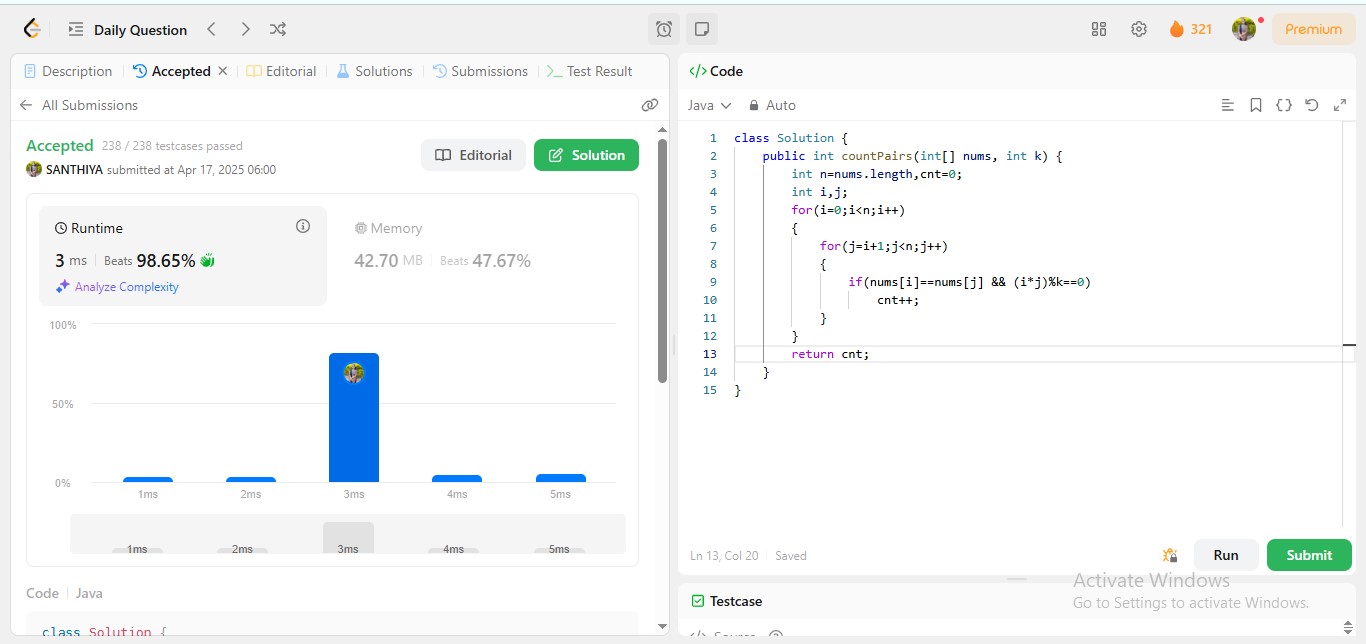 Daily Question
321
Premium
Description
Accepted
Editorial
Solutions
Submissions
Test Result
All Submissions
Accepted 238 / 238 testcases passed
SANTHIYA submitted at Apr 17, 2025 06:00
Editorial
Solution
Runtime
3 ms Beats 98.65%
Analyze Complexity
Memory
42.70 MB Beats 47.67%
100%
50%
0%
1ms 2ms 3ms 4ms 5ms
1ms 2ms 3ms 4ms 5ms
Code Java
class Solution {
</> Code
Java Auto
1 class Solution {
2 public int countPairs(int[] nums, int k) {
3 int n=nums.length,cnt=0;
4 int i,j;
5 for(i=0;i<n;i++)
6 {
7 for(j=i+1;j<n;j++)
8 {
9 if(nums[i]==nums[j] && (i*j)%k==0)
10 cnt++;
11 }
12 }
13 return cnt;
14 }
15 }
Ln 13, Col 20 Saved
Run
Submit
Activate Windows
Go to Settings to activate Windows.
Testcase
</> Source